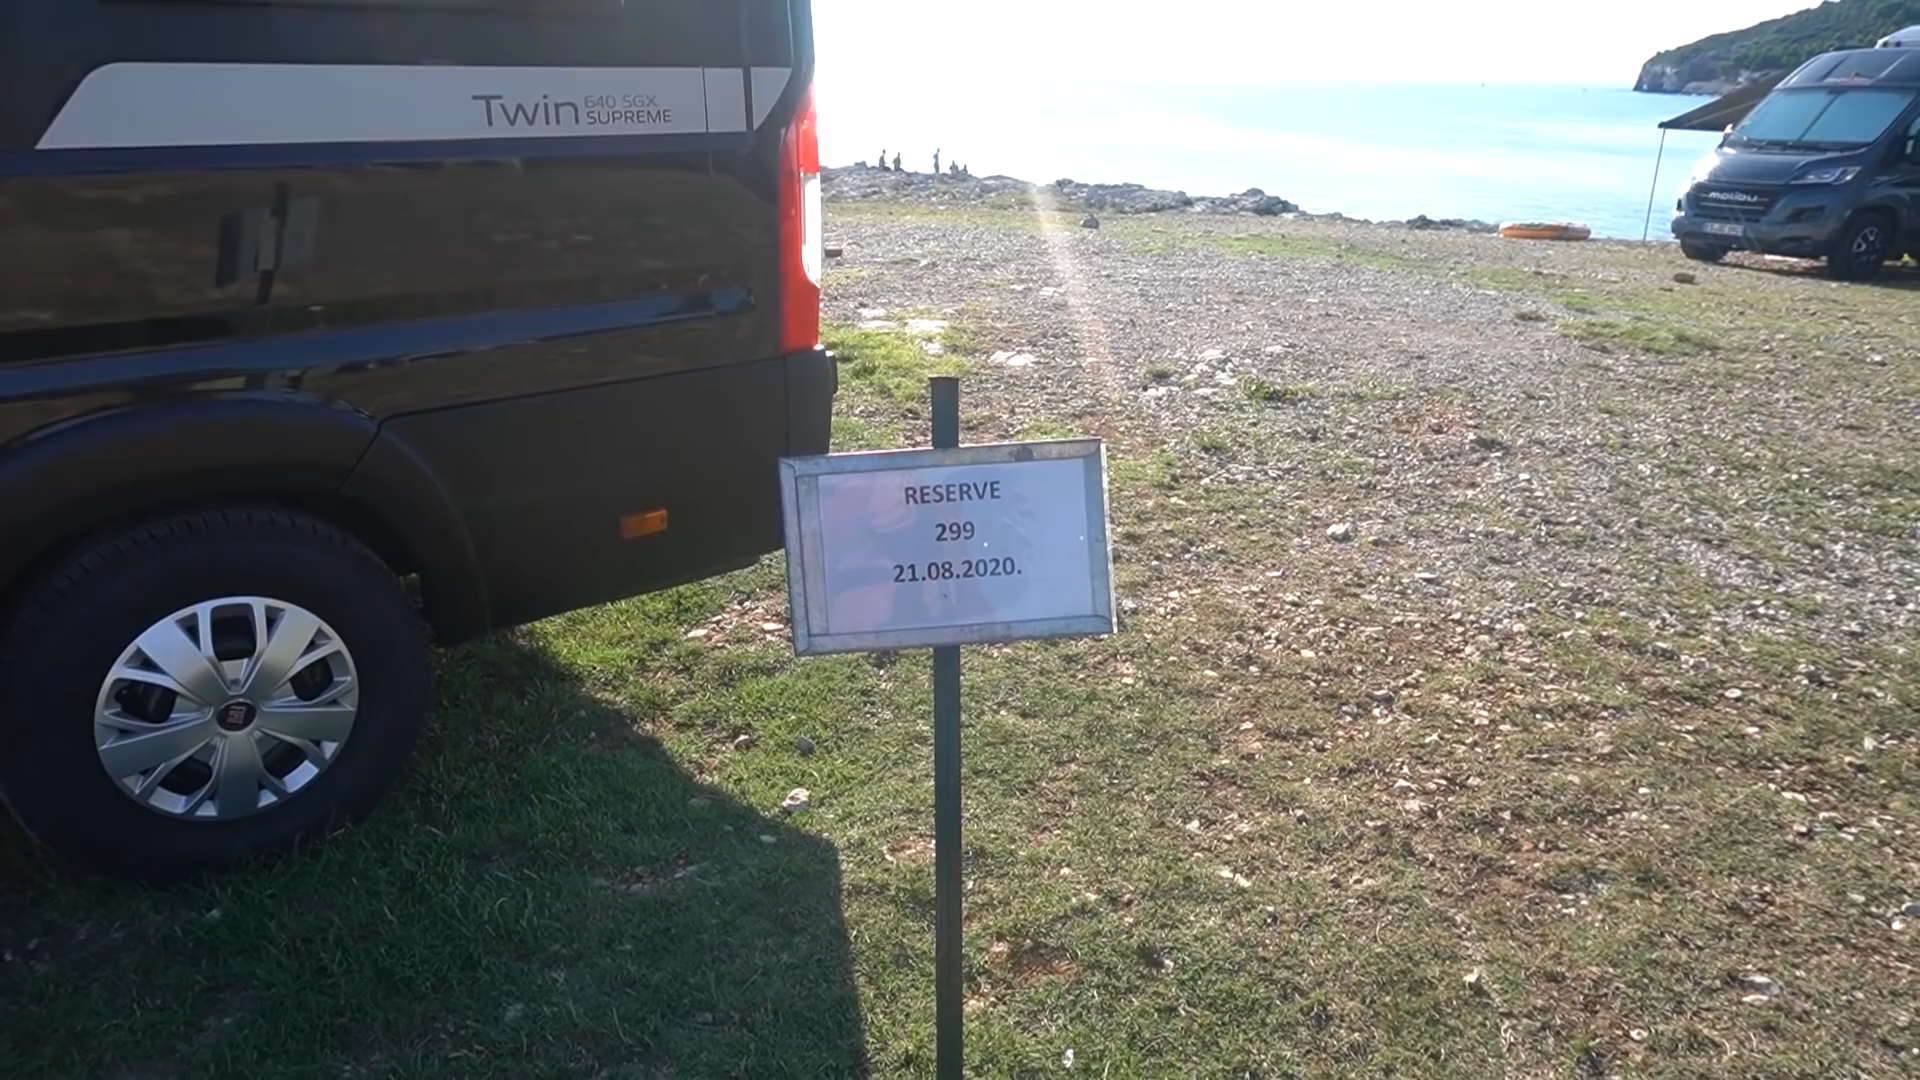 Twin 640 SGX
SUPREME
malibu
RESERVE
299
21.08.2020.